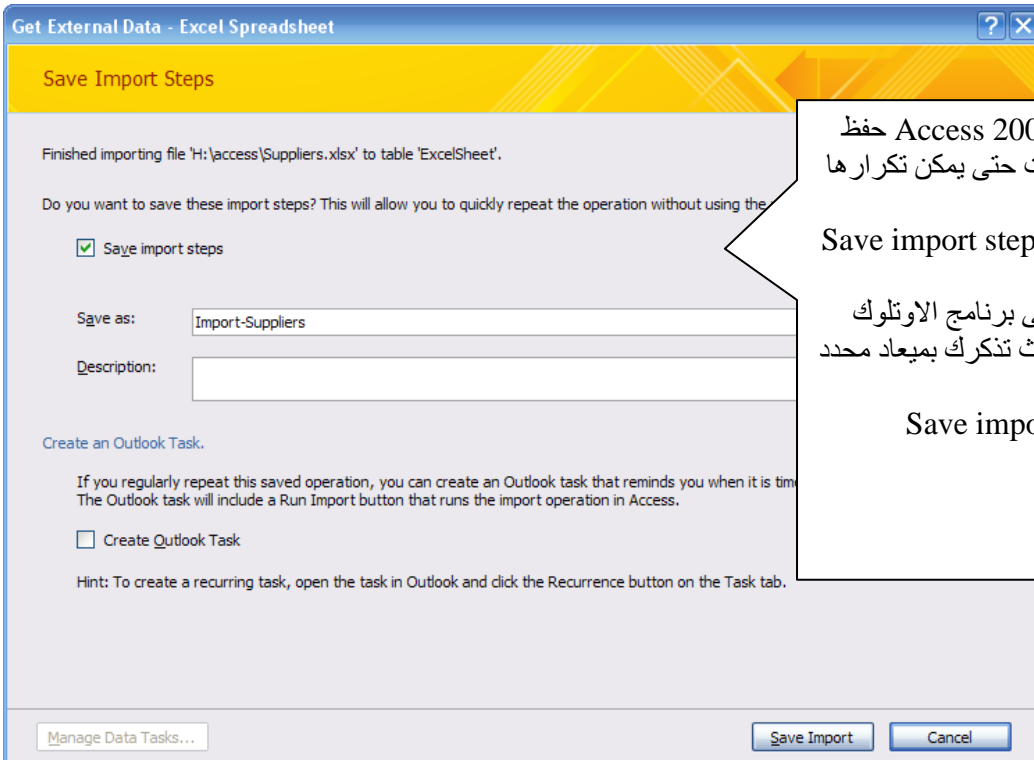 Get External Data - Excel Spreadsheet
Save Import Steps
Finished importing file 'H:\access\Suppliers.xlsx' to table 'ExcelSheet'.
Do you want to save these import steps? This will allow you to quickly repeat the operation without using the
Save import steps
Save as:
Import-Suppliers
Description:
Create an Outlook Task.
If you regularly repeat this saved operation, you can create an Outlook task that reminds you when it is
The Outlook task will include a Run Import button that runs the import operation in Access.
Create Outlook Task
Hint: To create a recurring task, open the task in Outlook and click the Recurrence button on the Task tab.
Manage Data Tasks...
Save Import
Cancel
Access 200 حفظ
حتى يمكن تكرارها
Save import step
برنامج الاوتلوك
تذكرك بميعاد محدد
Save